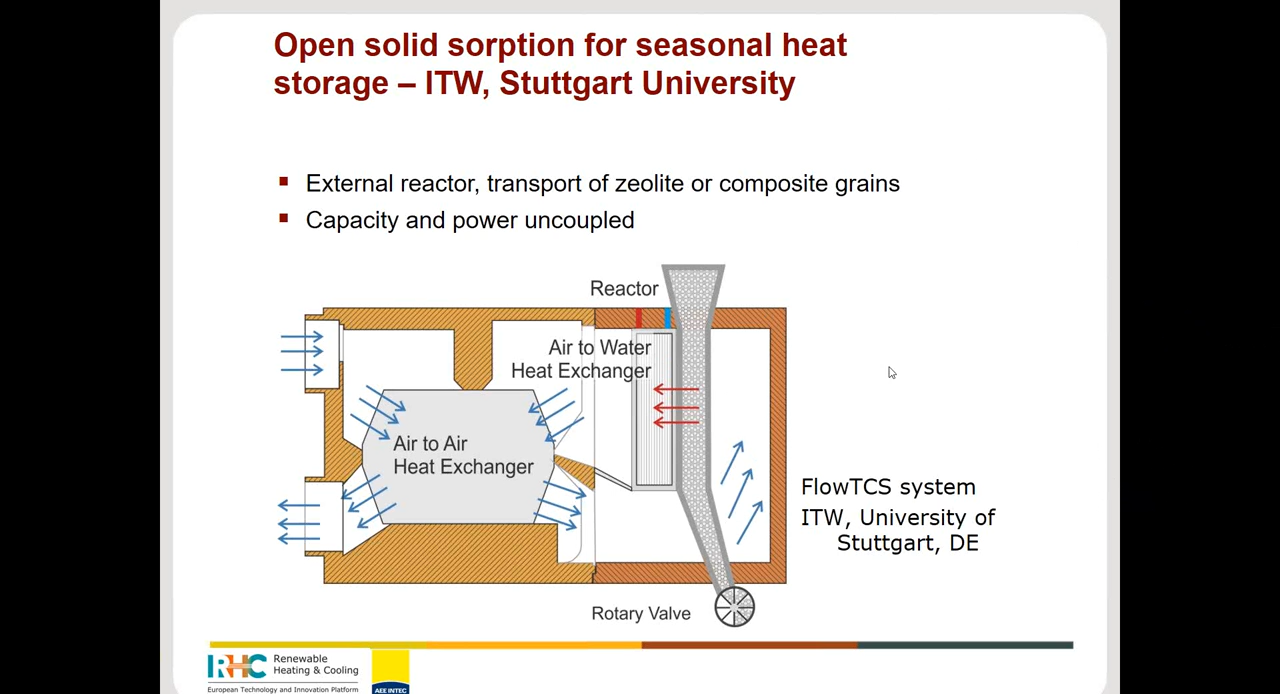 Open solid sorption for seasonal heat
storage – ITW, Stuttgart University
External reactor, transport of zeolite or composite grains
Capacity and power uncoupled
Reactor
Air to Water
Heat Exchanger
Air to Air
Heat Exchanger
FlowTCS system
ITW, University of
Stuttgart, DE
Rotary Valve
RHC
Renewable
Heating & Cooling
European Technology and Innovation Platform
AEE INTEC